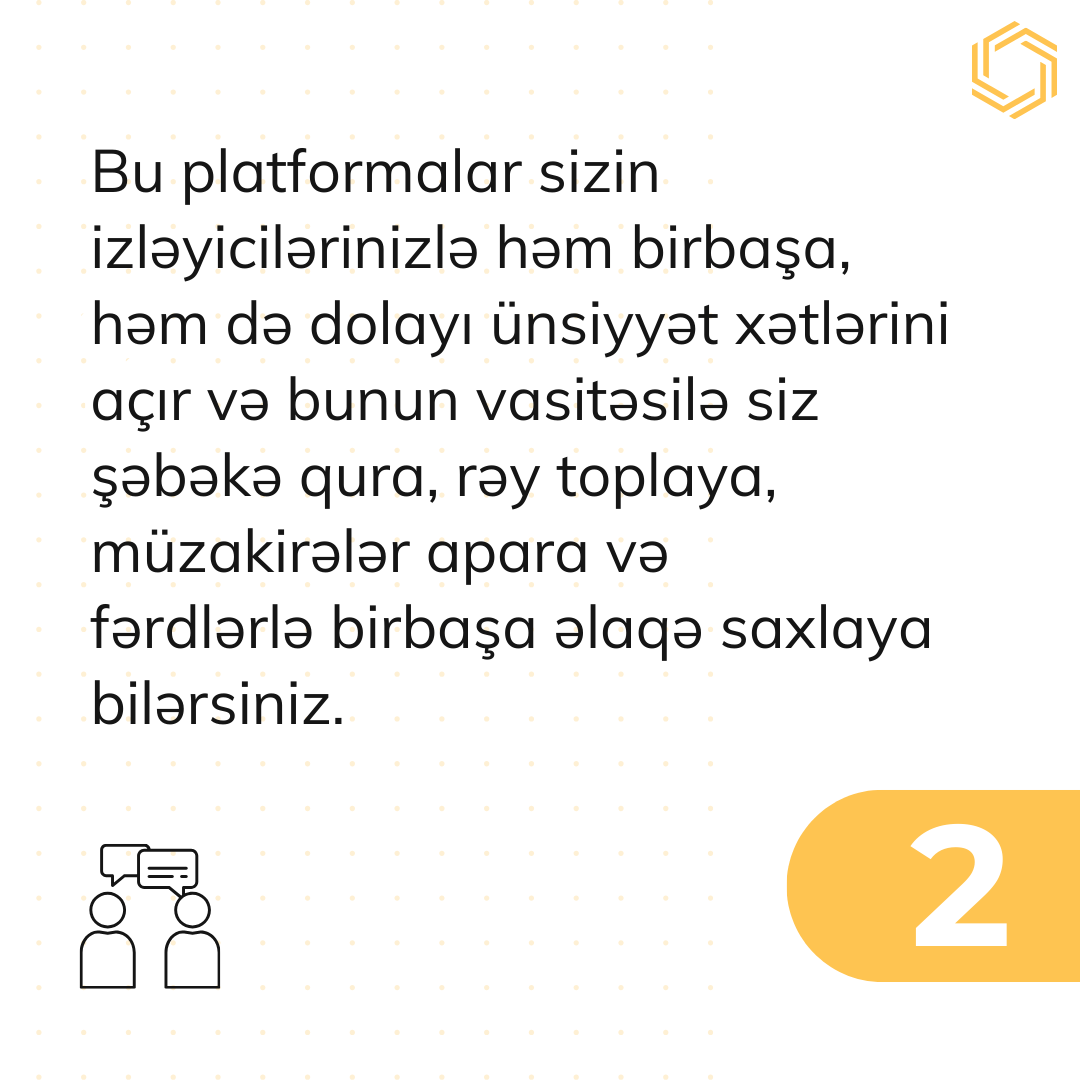 Bu platformalar sizin
izləyicilərinizlə həm birbaşa,
həm də dolayı ünsiyyət xətlərini
açır və bunun vasitəsilə siz
şəbəkə qura, rəy toplaya,
müzakirələr apara və
fərdlərlə birbaşa əlaqə saxlaya
bilərsiniz.
2